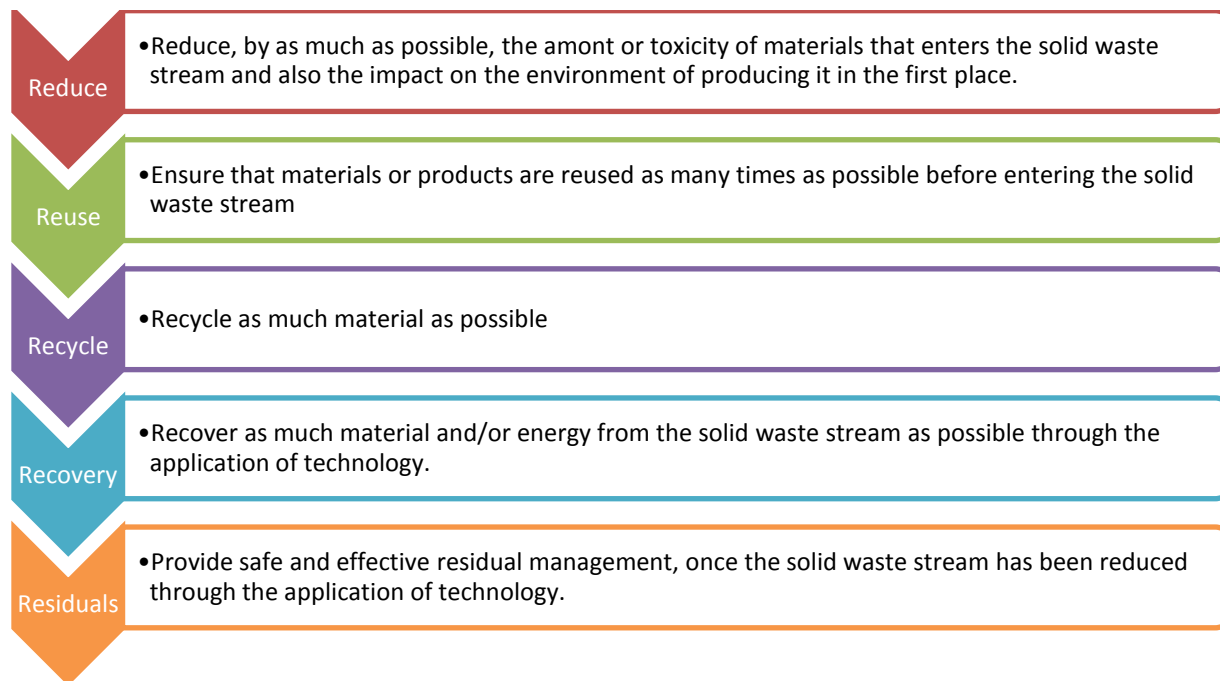 Reduce
•Reduce, by as much as possible, the amont or toxicity of materials that enters the solid waste
stream and also the impact on the environment of producing it in the first place.
Reuse
•Ensure that materials or products are reused as many times as possible before entering the solid
waste stream
Recycle
•Recycle as much material as possible
Recovery
•Recover as much material and/or energy from the solid waste stream as possible through the
application of technology.
Residuals
•Provide safe and effective residual management, once the solid waste stream has been reduced
through the application of technology.